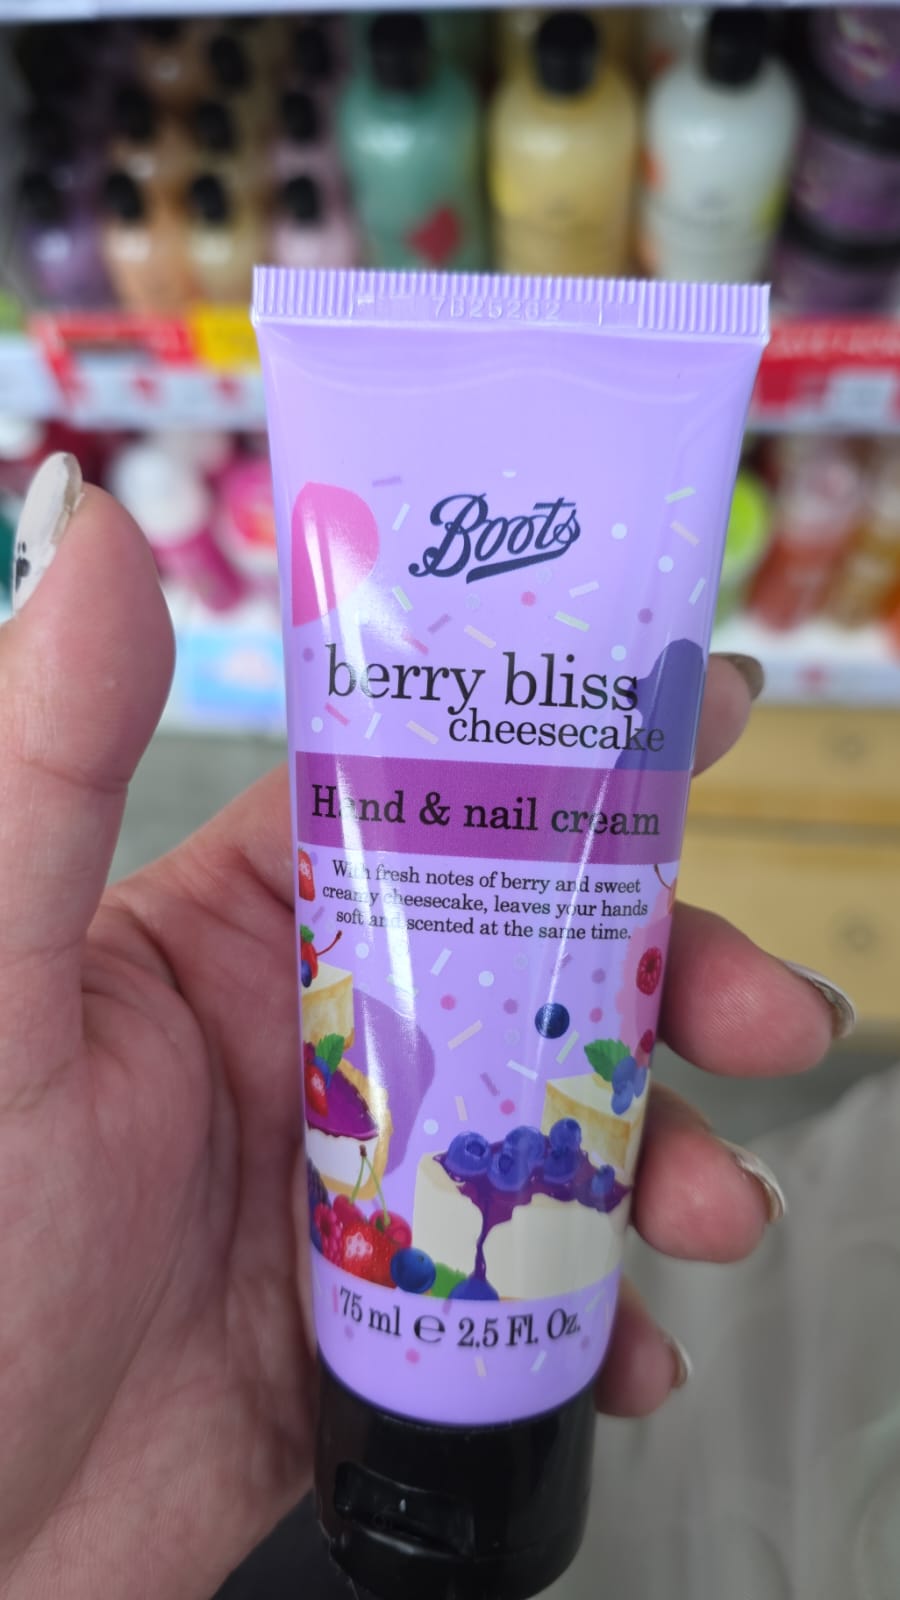 7B25262
Boots
berry bliss
cheesecake
Hand & nail cream
With fresh notes of berry and sweet
creamy cheesecake, leaves your hands
soft and scented at the same time.
75 ml ℮ 2.5 Fl. Oz.